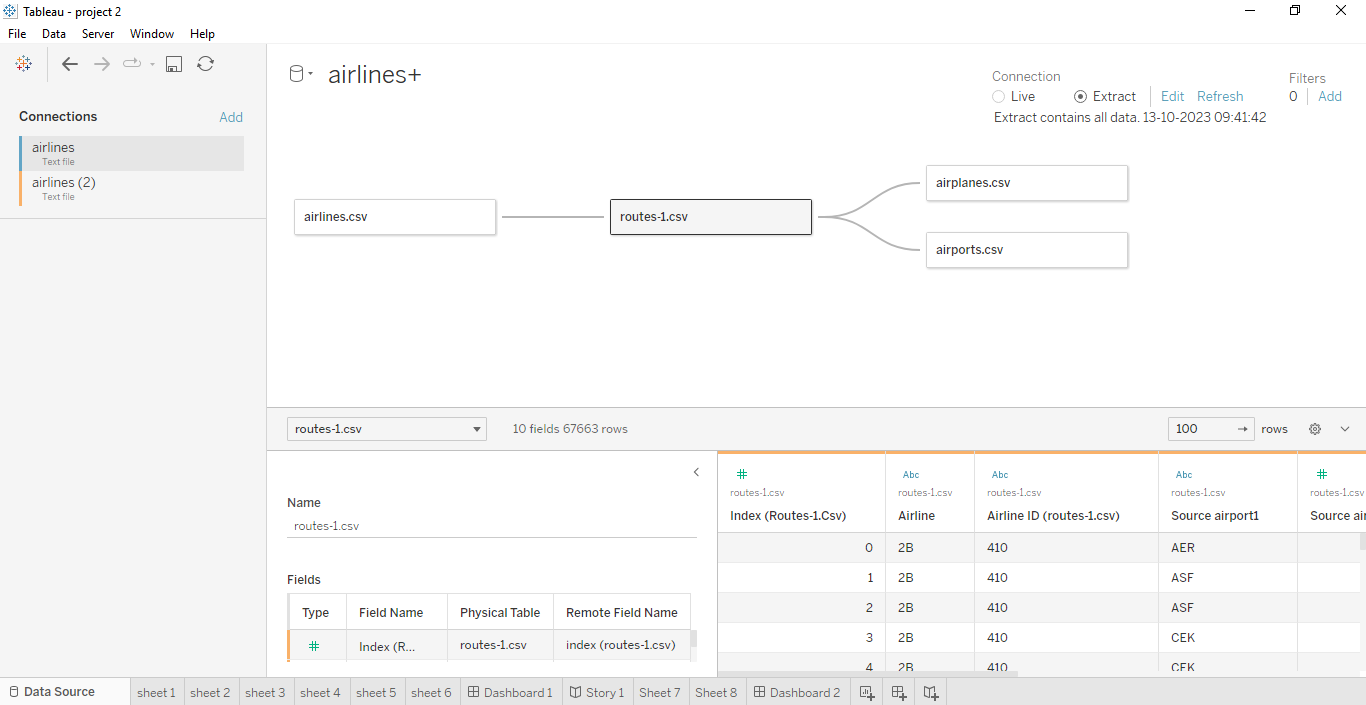 Tableau - project 2
File Data Server Window Help
airlines+
Connections Add
airlines
Text file
airlines (2)
Text file
Connection
Live Extract Edit Refresh
Extract contains all data. 13-10-2023 09:41:42
Filters
0 Add
airlines.csv
routes-1.csv
airplanes.csv
airports.csv
routes-1.csv 10 fields 67663 rows 100 rows
Name
routes-1.csv
Fields
Type Field Name Physical Table Remote Field Name
# Index (R... routes-1.csv index (routes-1.csv)
# Abc Abc Abc #
routes-1.csv routes-1.csv routes-1.csv routes-1.csv routes-1.csv
Index (Routes-1.Csv) Airline Airline ID (routes-1.csv) Source airport1 Source air
0 2B 410 AER
1 2B 410 ASF
2 2B 410 ASF
3 2B 410 CEK
4 2B 410 CEK
Data Source sheet 1 sheet 2 sheet 3 sheet 4 sheet 5 sheet 6 Dashboard 1 Story 1 Sheet 7 Sheet 8 Dashboard 2